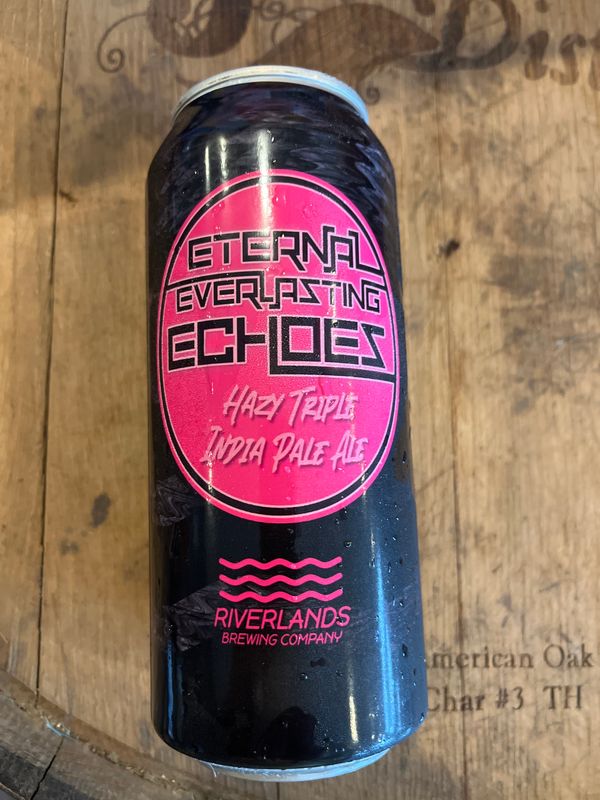 ETERNAL
EVERLASTING
ECHOES
HAZY TRIPLE
INDIA PALE ALE
RIVERLANDS
BREWING COMPANY
merican Oak
Char #3 TH